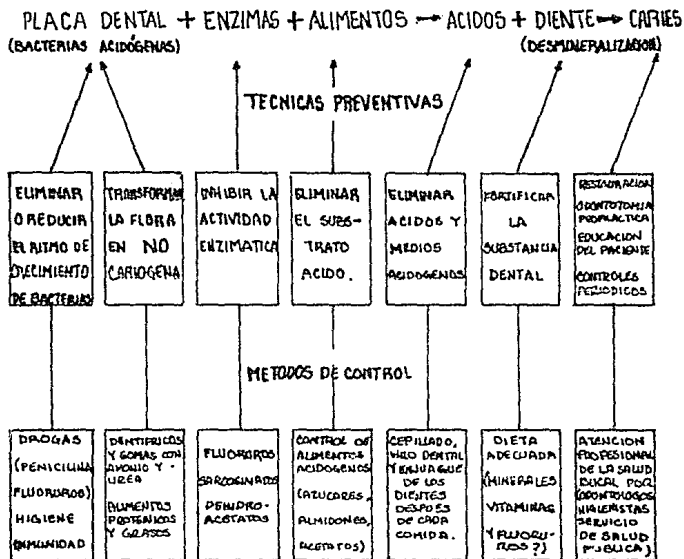 PLACA DENTAL + ENZIMAS + ALIMENTOS → ACIDOS + DIENTE → CARIES
(BACTERIAS ACIDÓGENAS)
(DESMINERALIZACION)
TECNICAS PREVENTIVAS
ELIMINAR
O REDUCIR
EL RITMO DE
CRECIMIENTO
DE BACTERIAS
TRANSFORMAR
LA FLORA
EN NO
CARIOGENA
INHIBIR LA
ACTIVIDAD
ENZIMATICA
ELIMINAR
EL SUBS-
TRATO
ACIDO.
ELIMINAR
ACIDOS Y
MEDIOS
ACIDOGENOS
FORTIFICAR
LA
SUBSTANCIA
DENTAL
RESTAURACION
ODONTOTOMIA
PROFILACTICA
EDUCACION
DEL PACIENTE
CONTROLES
PERIODICOS
METODOS DE CONTROL
DROGAS
(PENICILINA
FLUORUROS)
HIGIENE
INMUNIDAD
DENTIFRICOS
Y GOMAS CON
AMONIO Y -
UREA
ALIMENTOS
PROTEINICOS
Y GRASOS
FLUORUROS
SARCOSINADOS
DEHIDRO-
ACETATOS
CONTROL DE
ALIMENTOS
ACIDOGENOS
(AZUCARES,
ALMIDONES,
ACETATOS)
CEPILLADO,
HILO DENTAL
Y ENJUAGUE
DE LOS
DIENTES
DESPUES
DE CADA
COMIDA.
DIETA
ADECUADA
(MINERALES
VITAMINAS
Y FLUORU-
ROS?)
ATENCION
PROFESIONAL
DE LA SALUD
BUCAL POR
(ODONTOLOGOS
HIGIENISTAS
SERVICIO
DE SALUD
PUBLICA)